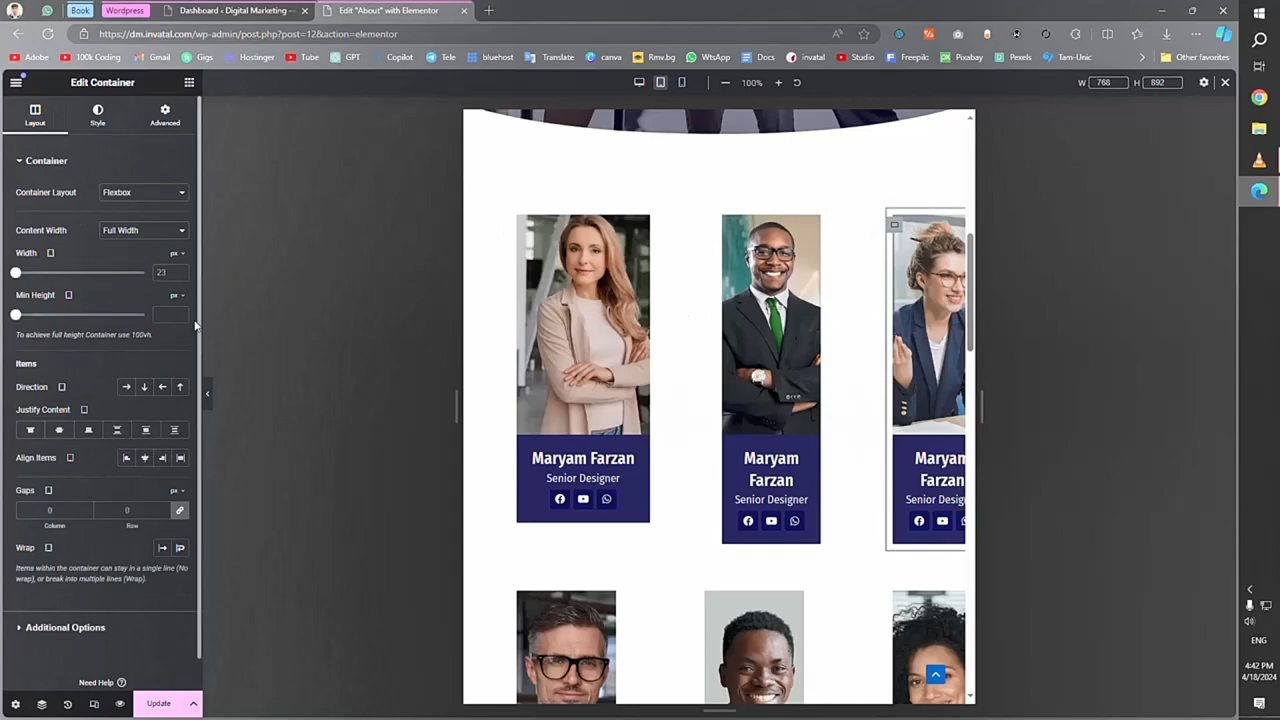 Book
Wordpress
Dashboard ‹ Digital Marketing —
Edit "About" with Elementor
https://dm.invatal.com/wp-admin/post.php?post=12&action=elementor
Adobe
100k Coding
Gmail
Gigs
Hostinger
Tube
GPT
Copilot
Tele
bluehost
Translate
canva
Rmv.bg
WtsApp
Docs
invatal
Studio
Freepik
Pixabay
Pexels
Tam-Unic
Other favorites
Edit Container
100%
W 768 H 892
Layout
Style
Advanced
Container
Container Layout
Flexbox
Content Width
Full Width
Width
px
23
Min Height
px
To achieve full height Container use 100vh.
Items
Direction
Justify Content
Align Items
Gaps
px
0 0
Column Row
Wrap
Items within the container can stay in a single line (No
wrap), or break into multiple lines (Wrap).
Additional Options
Need Help
Update
Maryam Farzan
Senior Designer
Maryam
Farzan
Senior Designer
Maryam
Farzan
Senior Desig
ENG
4:42 PM
4/18/2024